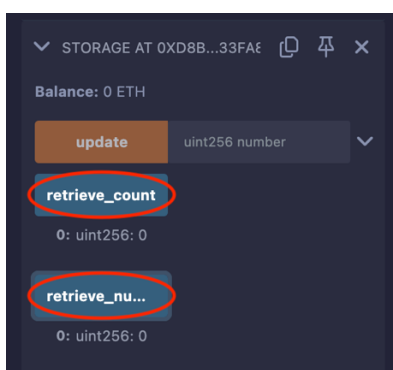 STORAGE AT 0XD8B...33FA8
Balance: 0 ETH
update uint256 number
retrieve_count
0: uint256: 0
retrieve_nu...
0: uint256: 0